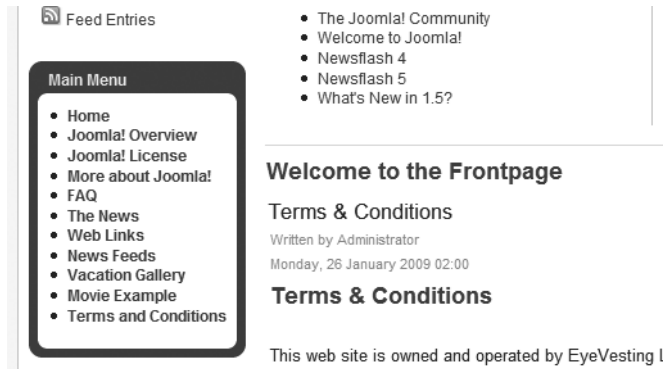 Feed Entries
Main Menu
Home
Joomla! Overview
Joomla! License
More about Joomla!
FAQ
The News
Web Links
News Feeds
Vacation Gallery
Movie Example
Terms and Conditions
The Joomla! Community
Welcome to Joomla!
Newsflash 4
Newsflash 5
What's New in 1.5?
Welcome to the Frontpage
Terms & Conditions
Written by Administrator
Monday, 26 January 2009 02:00
Terms & Conditions
This web site is owned and operated by EyeVesting